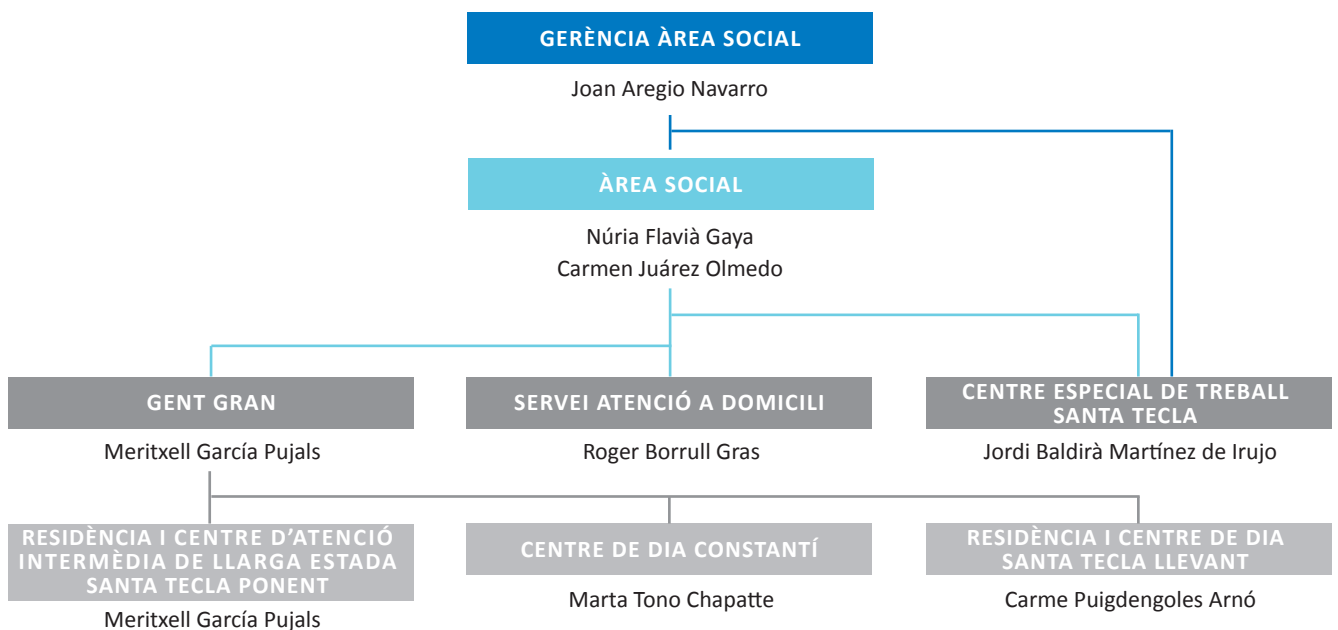 GERÈNCIA ÀREA SOCIAL
Joan Aregio Navarro
ÀREA SOCIAL
Núria Flavià Gaya
Carmen Juárez Olmedo
GENT GRAN
Meritxell García Pujals
SERVEI ATENCIÓ A DOMICILI
Roger Borrull Gras
CENTRE ESPECIAL DE TREBALL
SANTA TECLA
Jordi Baldirà Martínez de Irujo
RESIDÈNCIA I CENTRE D’ATENCIÓ
INTERMÈDIA DE LLARGA ESTADA
SANTA TECLA PONENT
Meritxell García Pujals
CENTRE DE DIA CONSTANTÍ
Marta Tono Chapatte
RESIDÈNCIA I CENTRE DE DIA
SANTA TECLA LLEVANT
Carme Puigdengoles Arnó